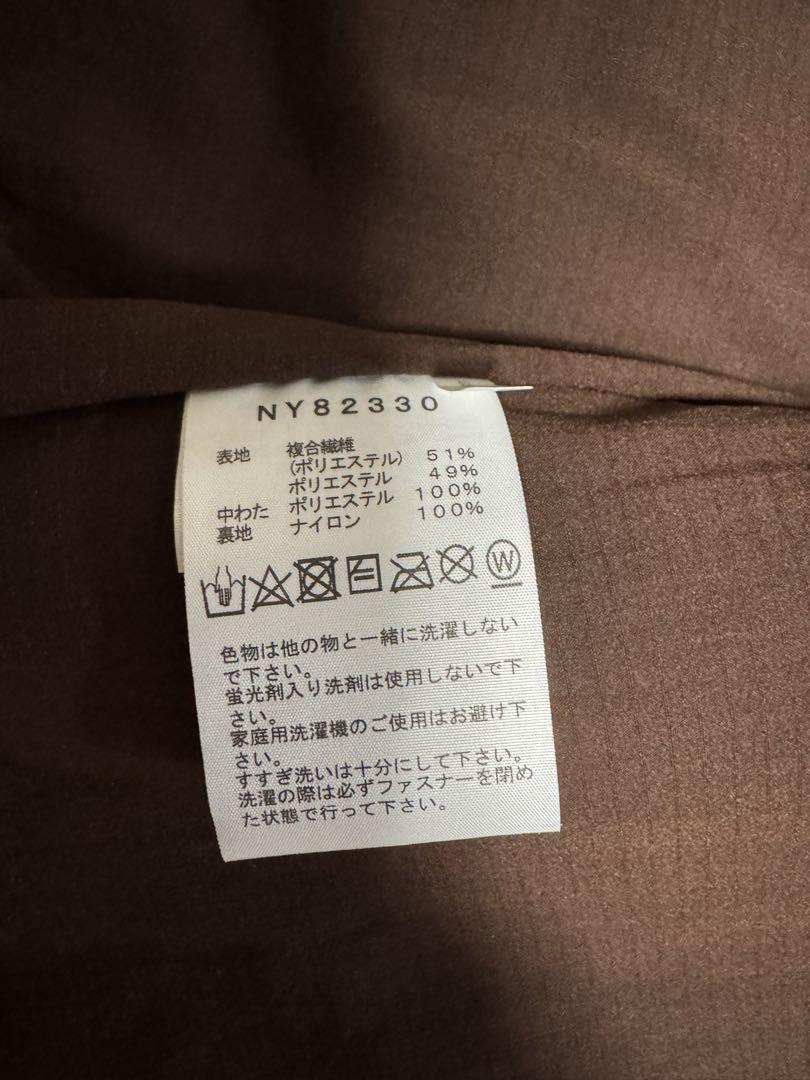 NY82330
表地 複合繊維
(ポリエステル) 51%
ポリエステル 49%
中わた ポリエステル 100%
裏地 ナイロン 100%
W
色物は他の物と一緒に洗濯しない
で下さい。
蛍光剤入り洗剤は使用しないで下
さい。
家庭用洗濯機のご使用はお避け下
さい。
すすぎ洗いは十分にして下さい。
洗濯の際は必ずファスナーを閉め
た状態で行って下さい。